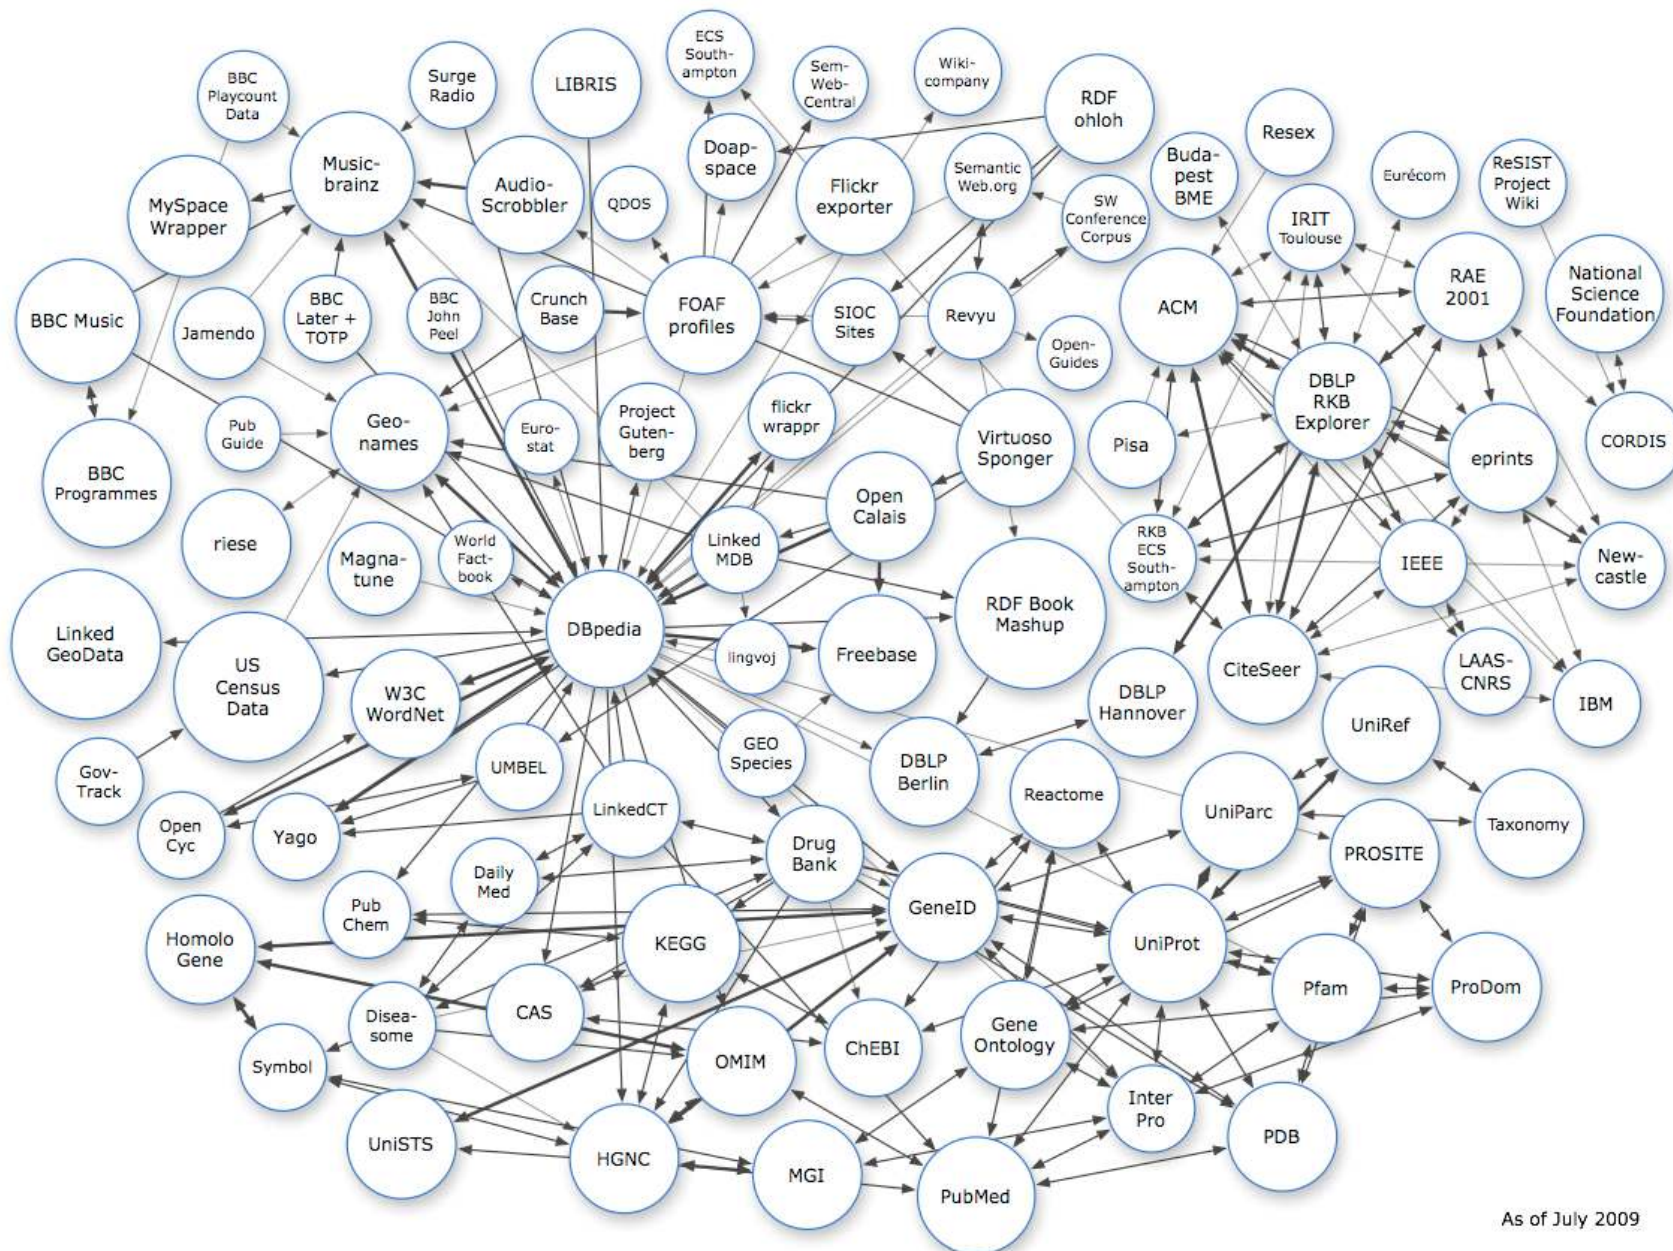 ECS
South-
ampton
Sem-
Web-
Central
Wiki-
company
BBC
Playcount
Data
Surge
Radio
LIBRIS
RDF
ohloh
Resex
Doap-
space
Music-
brainz
MySpace
Wrapper
Audio-
Scrobbler
QDOS
Flickr
exporter
Semantic
Web.org
SW
Conference
Corpus
Buda-
pest
BME
Eurécom
ReSIST
Project
Wiki
IRIT
Toulouse
BBC Music
Jamendo
BBC
Later +
TOTP
BBC
John
Peel
Crunch
Base
FOAF
profiles
SIOC
Sites
Revyu
Open-
Guides
ACM
RAE
2001
National
Science
Foundation
DBLP
RKB
Explorer
Pub
Guide
Geo-
names
Euro-
stat
Project
Guten-
berg
flickr
wrappr
Virtuoso
Sponger
Pisa
eprints
CORDIS
BBC
Programmes
riese
Magna-
tune
World
Fact-
book
Linked
MDB
Open
Calais
RKB
ECS
South-
ampton
IEEE
New-
castle
Linked
GeoData
US
Census
Data
W3C
WordNet
DBpedia
lingvoj
Freebase
RDF Book
Mashup
DBLP
Hannover
CiteSeer
LAAS-
CNRS
IBM
Gov-
Track
UMBEL
GEO
Species
DBLP
Berlin
Reactome
UniRef
Open
Cyc
Yago
LinkedCT
UniParc
Taxonomy
Daily
Med
Drug
Bank
PROSITE
Pub
Chem
Homolo
Gene
KEGG
GeneID
UniProt
Pfam
ProDom
Disea-
some
CAS
OMIM
ChEBI
Gene
Ontology
Symbol
Inter
Pro
PDB
UniSTS
HGNC
MGI
PubMed
As of July 2009